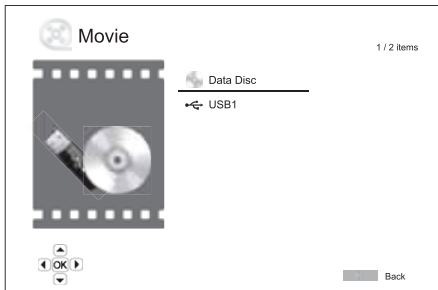 Movie
1 / 2 items
Data Disc
USB1
OK
Back